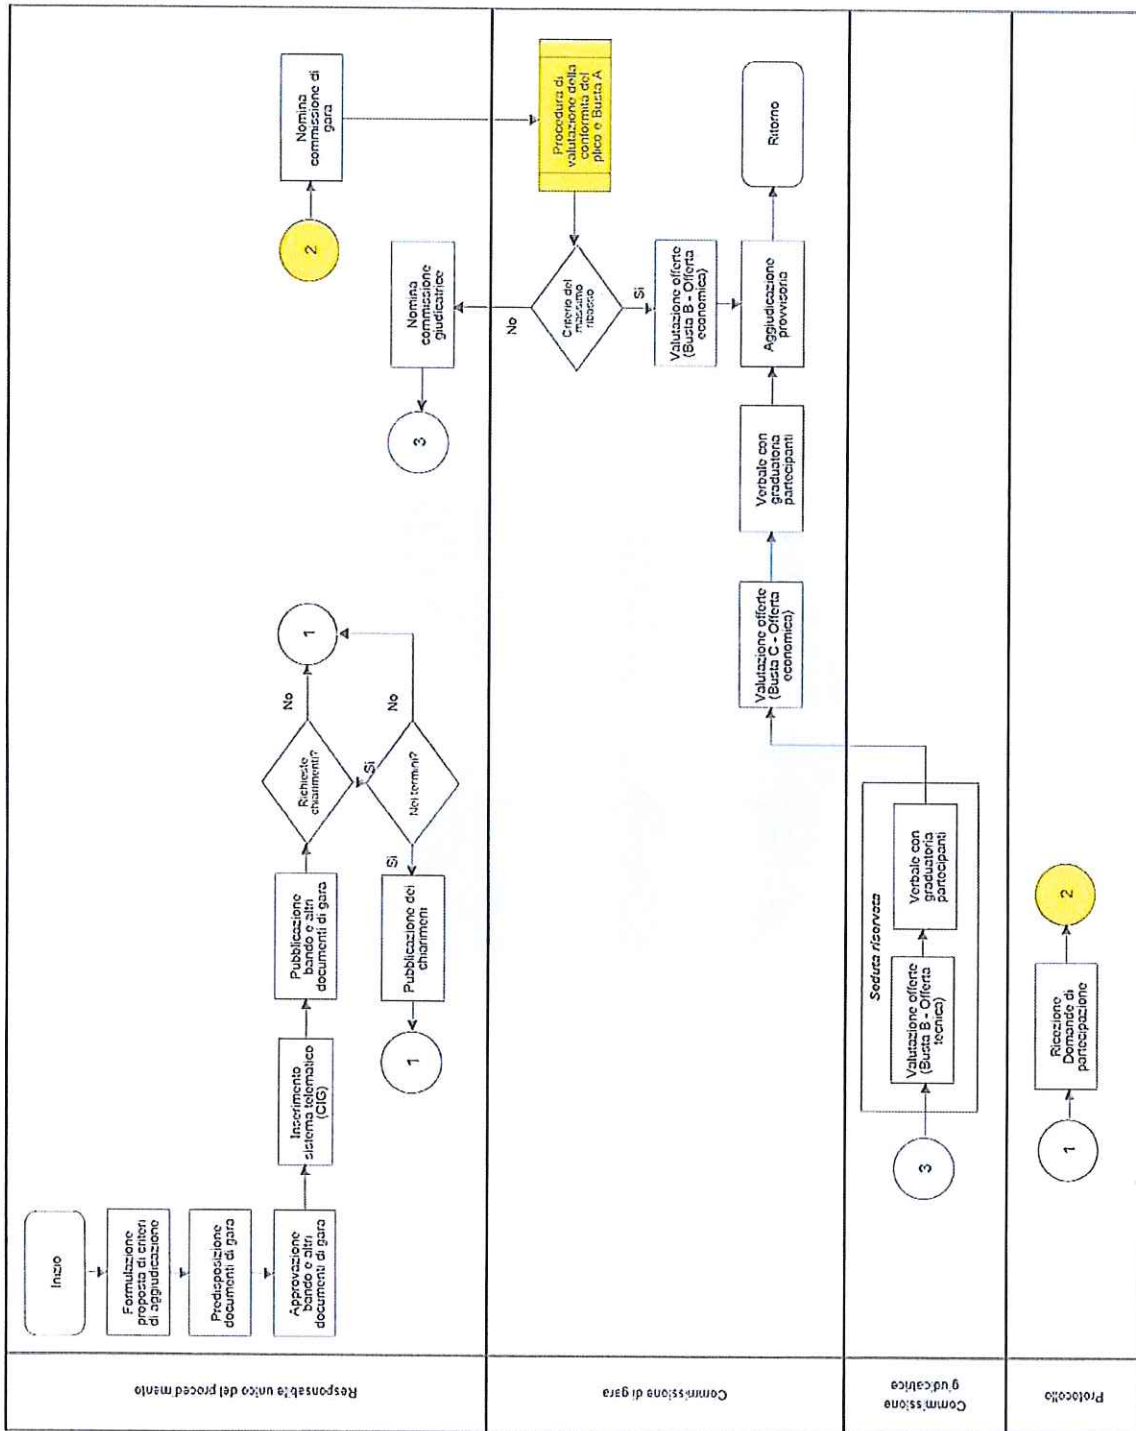 Responsabile unico del procedimento
Inizio
Formulazione
proposta di criteri
di aggiudicazione
Predisposizione
documenti di gara
Approvazione
bando e altri
documenti di gara
Inserimento
sistema telematico
(CIG)
Pubblicazione
bando e altri
documenti di gara
Richieste
chiarimenti?
No
1
Si
Nei termini?
No
Si
Pubblicazione dei
chiarimeni
1
2
Nomina
commissione di
gara
Nomina
commissione
giudicatrice
3
Commissione di gara
Procedura di
valutazione della
conformità del
plico e Busta A
Criterio del
massimo
ribasso
No
Si
Valutazione offerte
(Busta B - Offerta
economica)
Valutazione offerte
(Busta C - Offerta
economica)
Verbale con
graduatoria
partecipanti
Aggiudicazione
provvisoria
Ritorno
Commissione
giudicatrice
3
Seduta riservata
Valutazione offerte
(Busta B - Offerta
tecnica)
Verbale con
graduatoria
partecipanti
Protocollo
1
Ricezione
Domande di
partecipazione
2